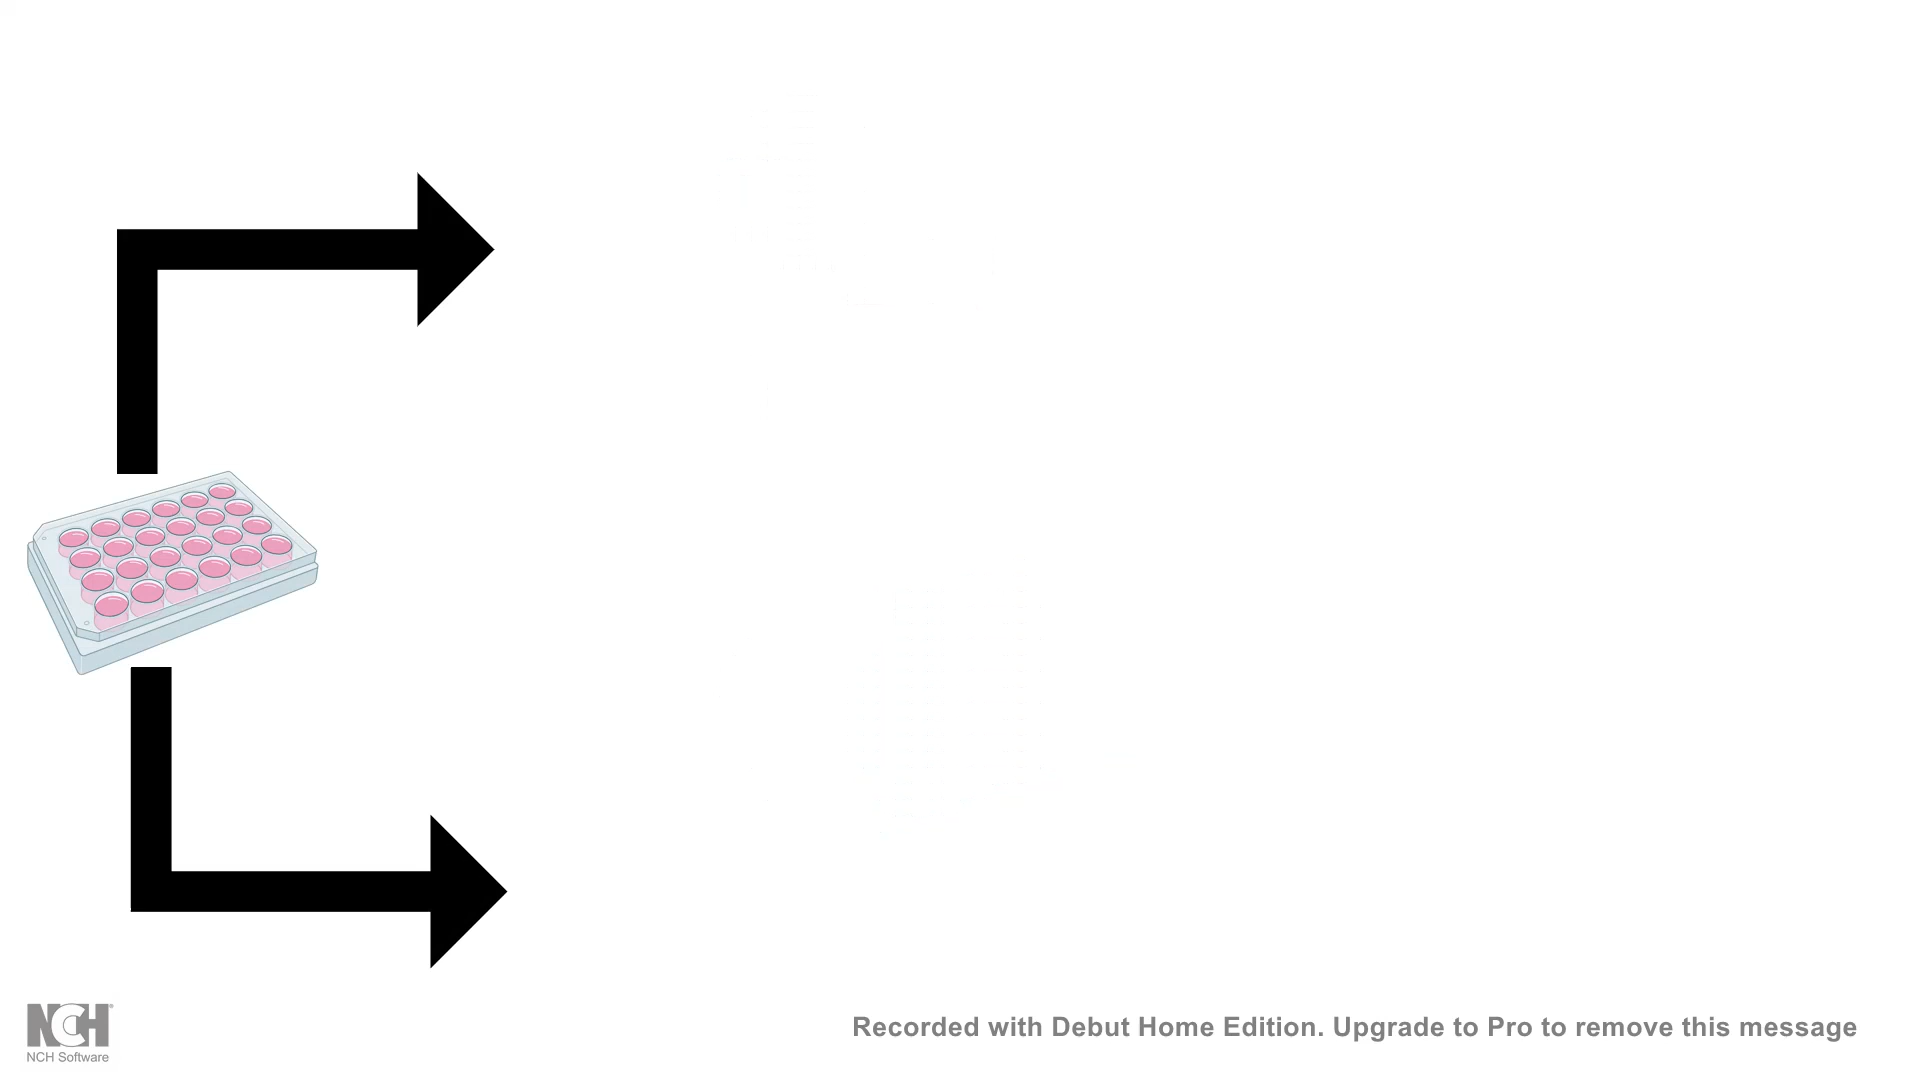 NCH
NCH Software
Recorded with Debut Home Edition. Upgrade to Pro to remove this message